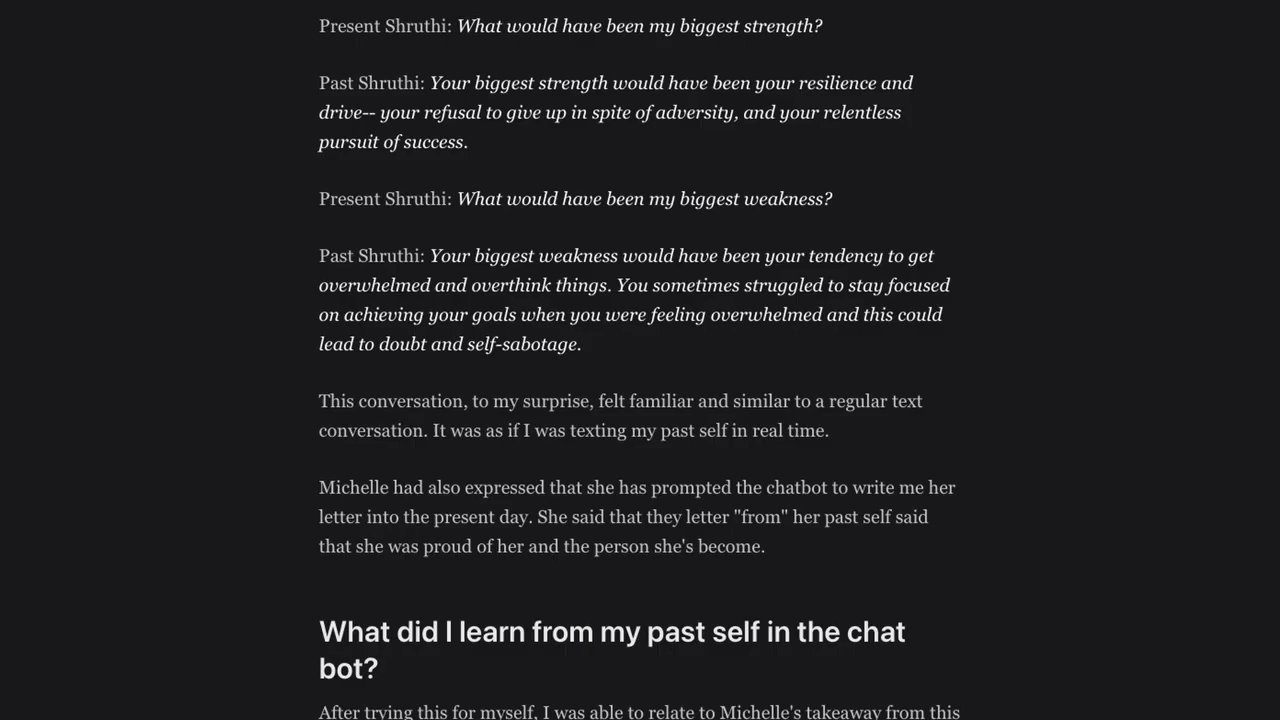 Present Shruthi: What would have been my biggest strength?
Past Shruthi: Your biggest strength would have been your resilience and
drive-- your refusal to give up in spite of adversity, and your relentless
pursuit of success.
Present Shruthi: What would have been my biggest weakness?
Past Shruthi: Your biggest weakness would have been your tendency to get
overwhelmed and overthink things. You sometimes struggled to stay focused
on achieving your goals when you were feeling overwhelmed and this could
lead to doubt and self-sabotage.
This conversation, to my surprise, felt familiar and similar to a regular text
conversation. It was as if I was texting my past self in real time.
Michelle had also expressed that she has prompted the chatbot to write me her
letter into the present day. She said that they letter "from" her past self said
that she was proud of her and the person she's become.
What did I learn from my past self in the chat
bot?
After trying this for myself, I was able to relate to Michelle's takeaway from this